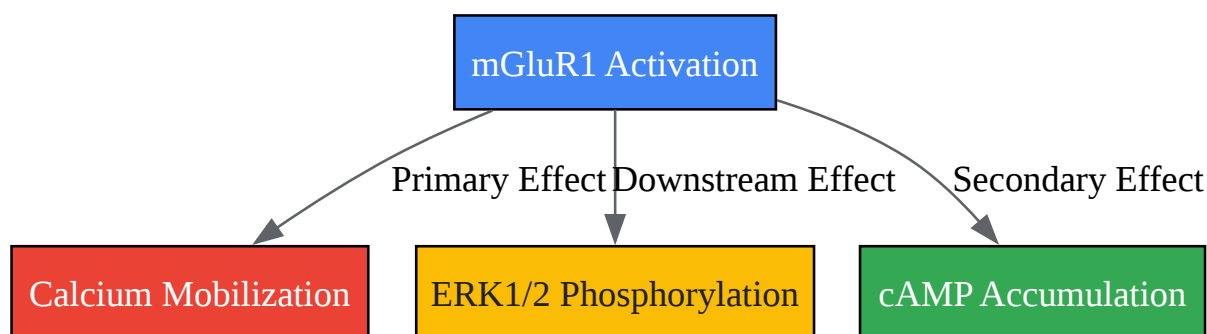 mGluR1 Activation
Primary Effect
Downstream Effect
Secondary Effect
Calcium Mobilization
ERK1/2 Phosphorylation
cAMP Accumulation